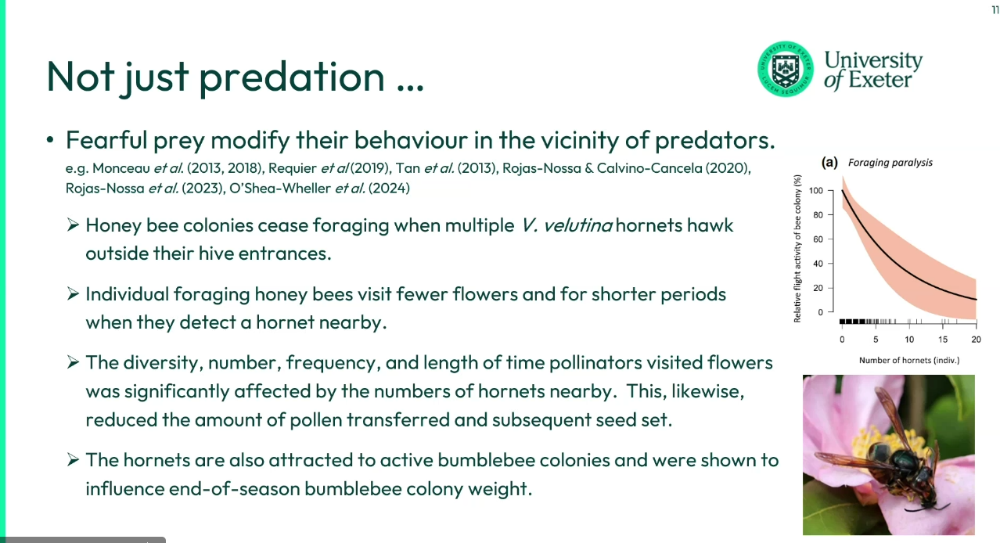 11
Not just predation ...
UNIVERSITY OF EXETER
LUCEM SEQUIMUR
University
of Exeter
• Fearful prey modify their behaviour in the vicinity of predators.
e.g. Monceau et al. (2013, 2018), Requier et al (2019), Tan et al. (2013), Rojas-Nossa & Calvino-Cancela (2020),
Rojas-Nossa et al. (2023), O'Shea-Wheller et al. (2024)
➢ Honey bee colonies cease foraging when multiple V. velutina hornets hawk
outside their hive entrances.
➢ Individual foraging honey bees visit fewer flowers and for shorter periods
when they detect a hornet nearby.
➢ The diversity, number, frequency, and length of time pollinators visited flowers
was significantly affected by the numbers of hornets nearby.  This, likewise,
reduced the amount of pollen transferred and subsequent seed set.
➢ The hornets are also attracted to active bumblebee colonies and were shown to
influence end-of-season bumblebee colony weight.
(a) Foraging paralysis
Relative flight activity of bee colony (%)
100
80
60
40
20
0
0 5 10 15 20
Number of hornets (indiv.)